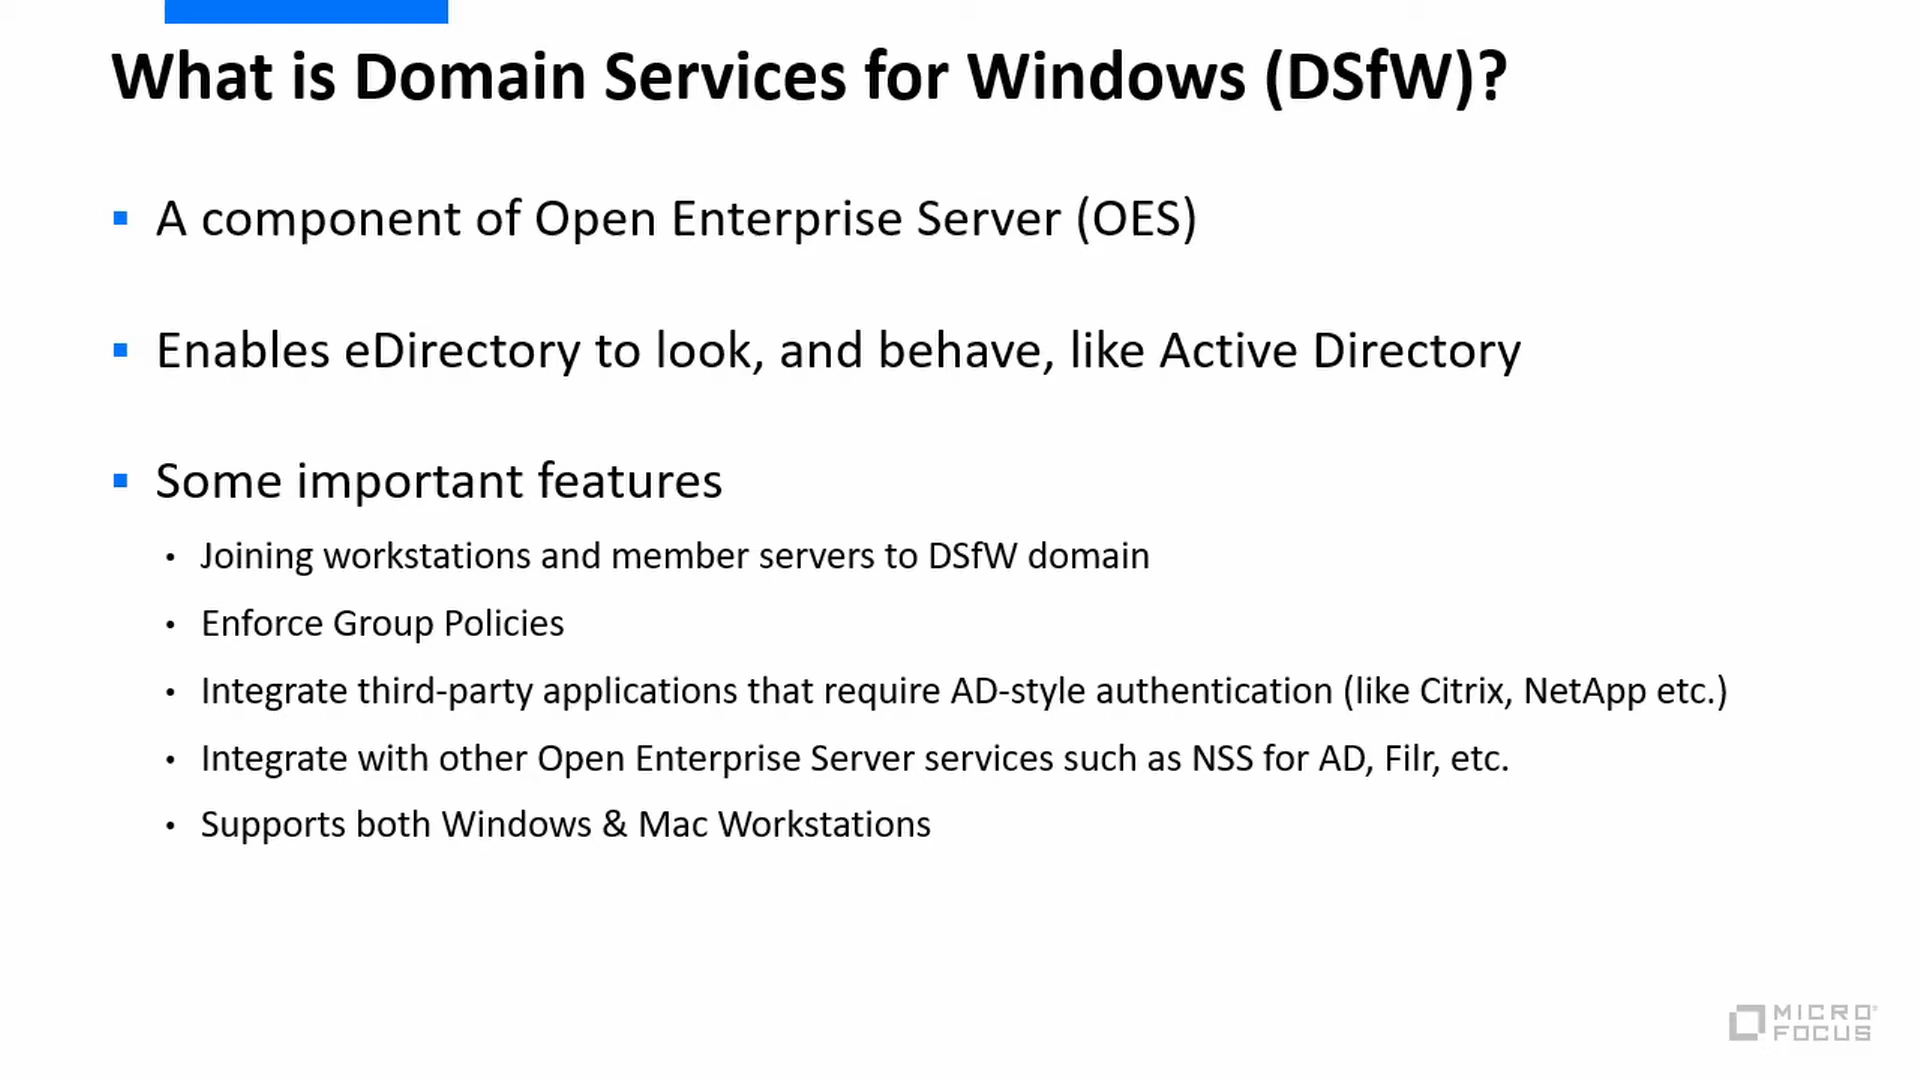 What is Domain Services for Windows (DSfW)?
▪ A component of Open Enterprise Server (OES)
▪ Enables eDirectory to look, and behave, like Active Directory
▪ Some important features
• Joining workstations and member servers to DSfW domain
• Enforce Group Policies
• Integrate third-party applications that require AD-style authentication (like Citrix, NetApp etc.)
• Integrate with other Open Enterprise Server services such as NSS for AD, Filr, etc.
• Supports both Windows & Mac Workstations
MICRO
FOCUS